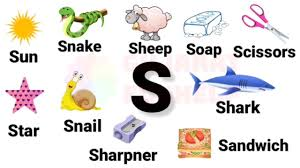 Sun
Snake
Sheep
Soap
Scissors
S
Star
Snail
Shark
Sharpner
Sandwich